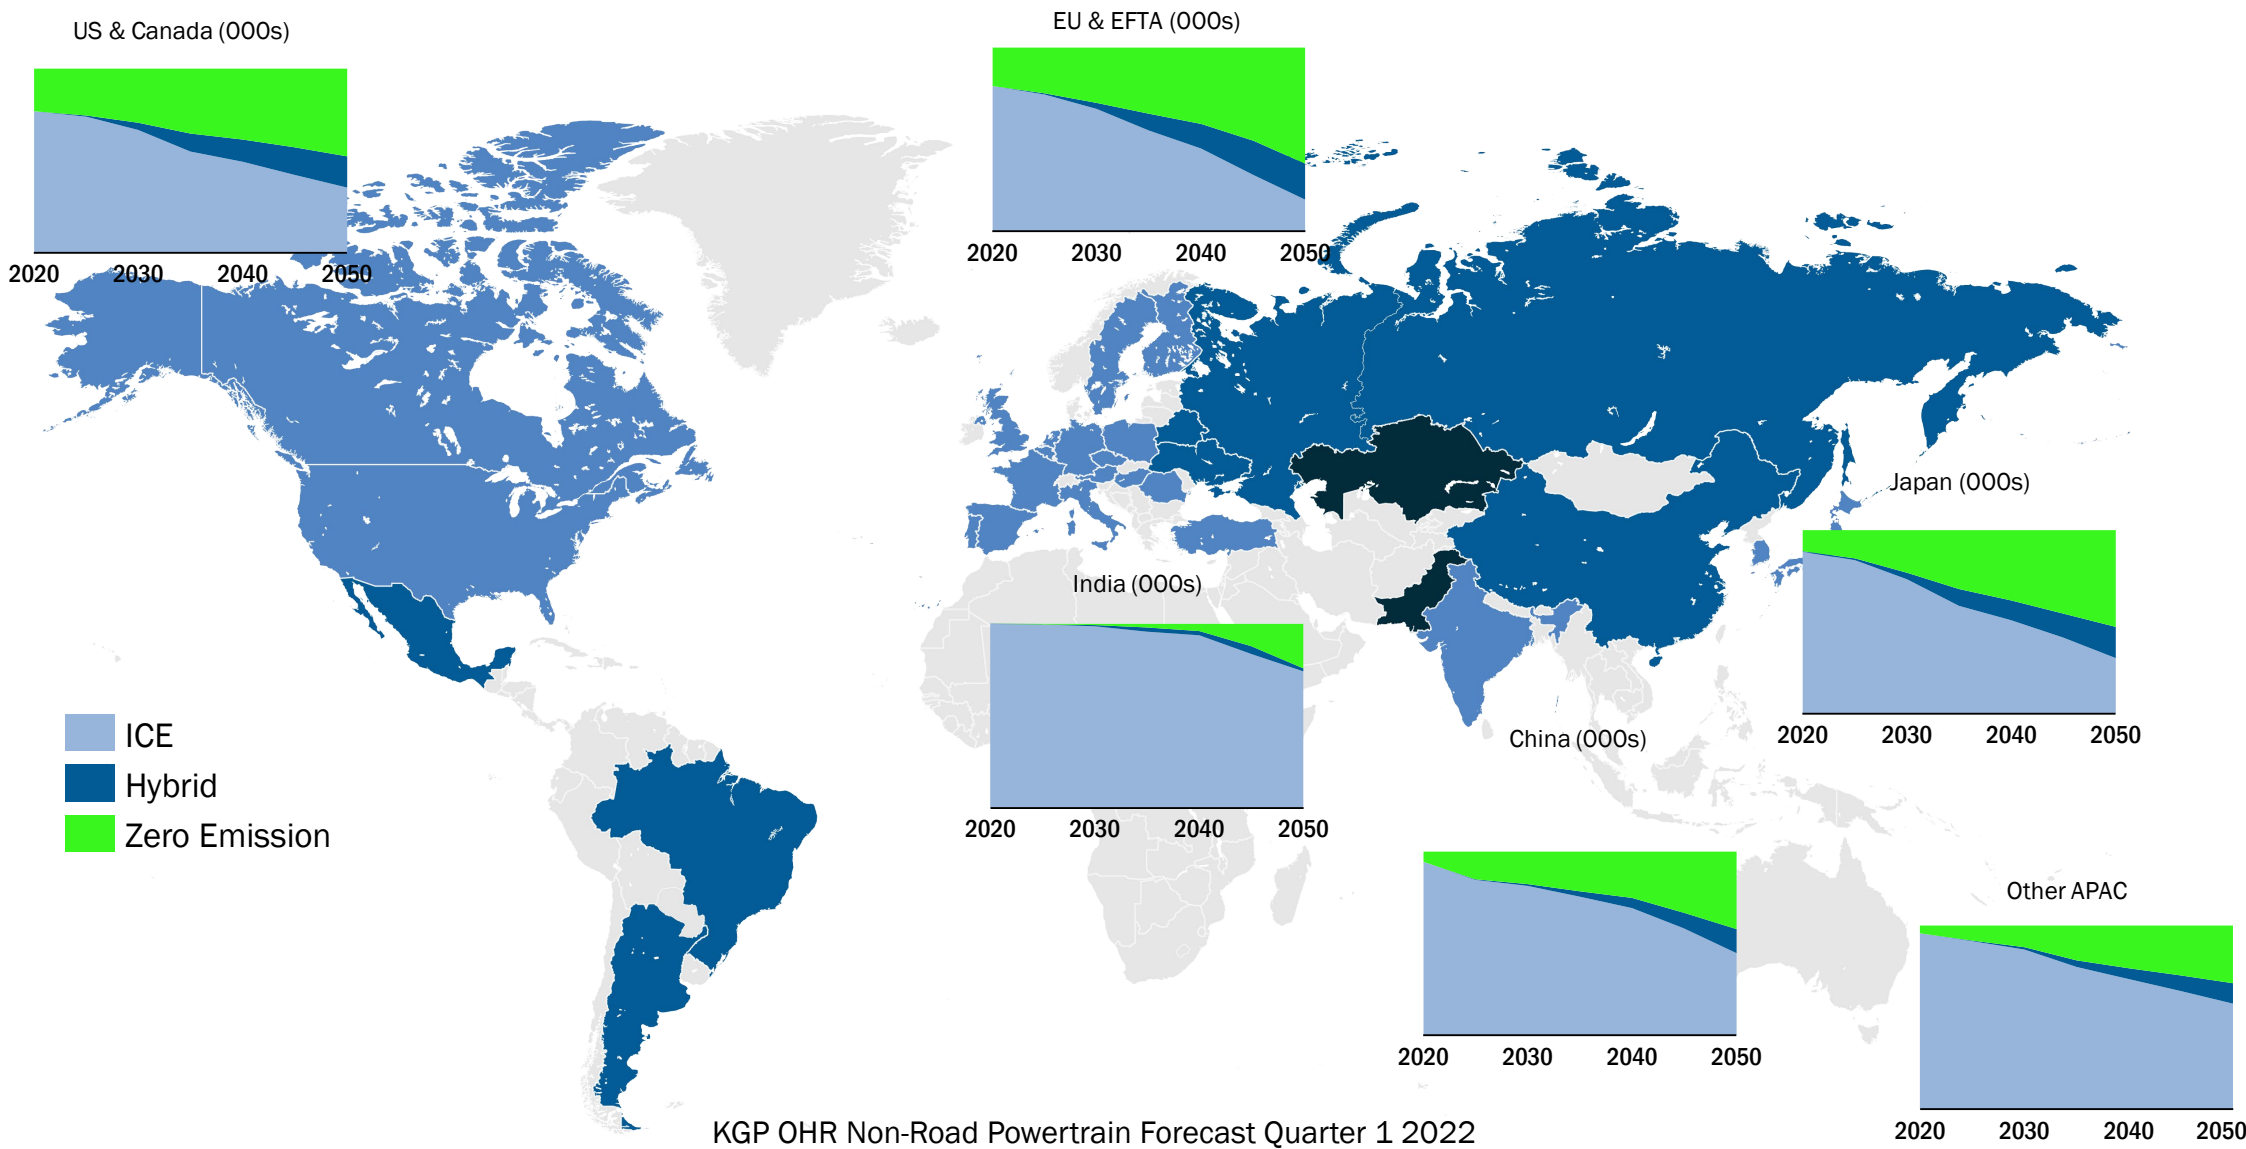 US & Canada (000s)
2020 2030 2040 2050
EU & EFTA (000s)
2020 2030 2040 2050
Japan (000s)
2020 2030 2040 2050
India (000s)
2020 2030 2040 2050
China (000s)
2020 2030 2040 2050
Other APAC
2020 2030 2040 2050
ICE
Hybrid
Zero Emission
KGP OHR Non-Road Powertrain Forecast Quarter 1 2022